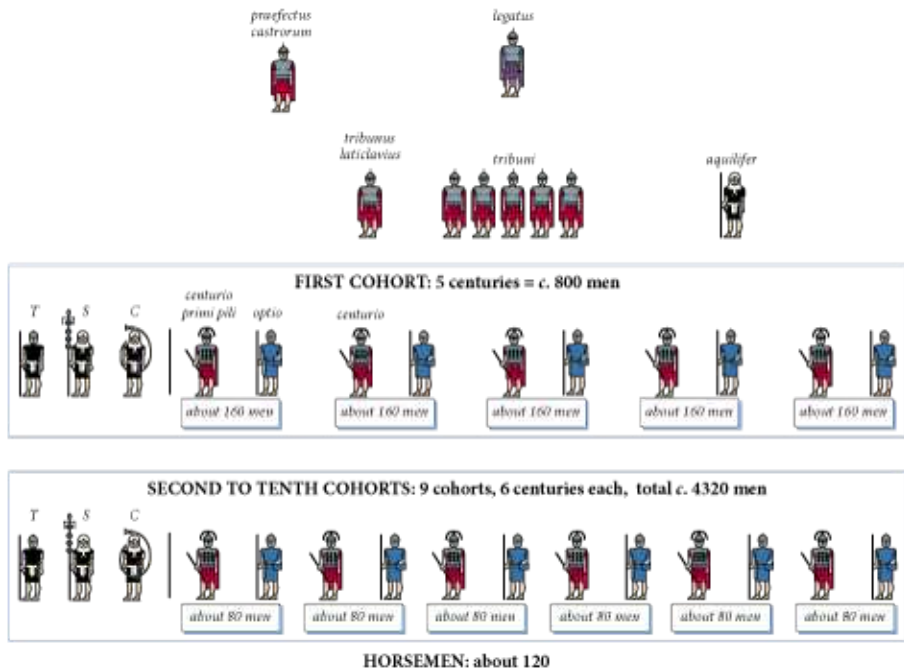 præfectus
castrorum
legatus
tribunus
laticlavius
tribuni
aquilifer
FIRST COHORT: 5 centuries = c. 800 men
T
S
C
centurio
primi pili
optio
centurio
about 160 men
about 160 men
about 160 men
about 160 men
about 160 men
SECOND TO TENTH COHORTS: 9 cohorts, 6 centuries each, total c. 4320 men
T
S
C
about 80 men
about 80 men
about 80 men
about 80 men
about 80 men
about 80 men
HORSEMEN: about 120